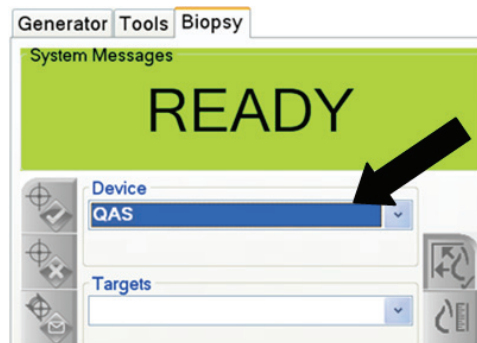 Generator Tools Biopsy
System Messages
READY
Device
QAS
Targets